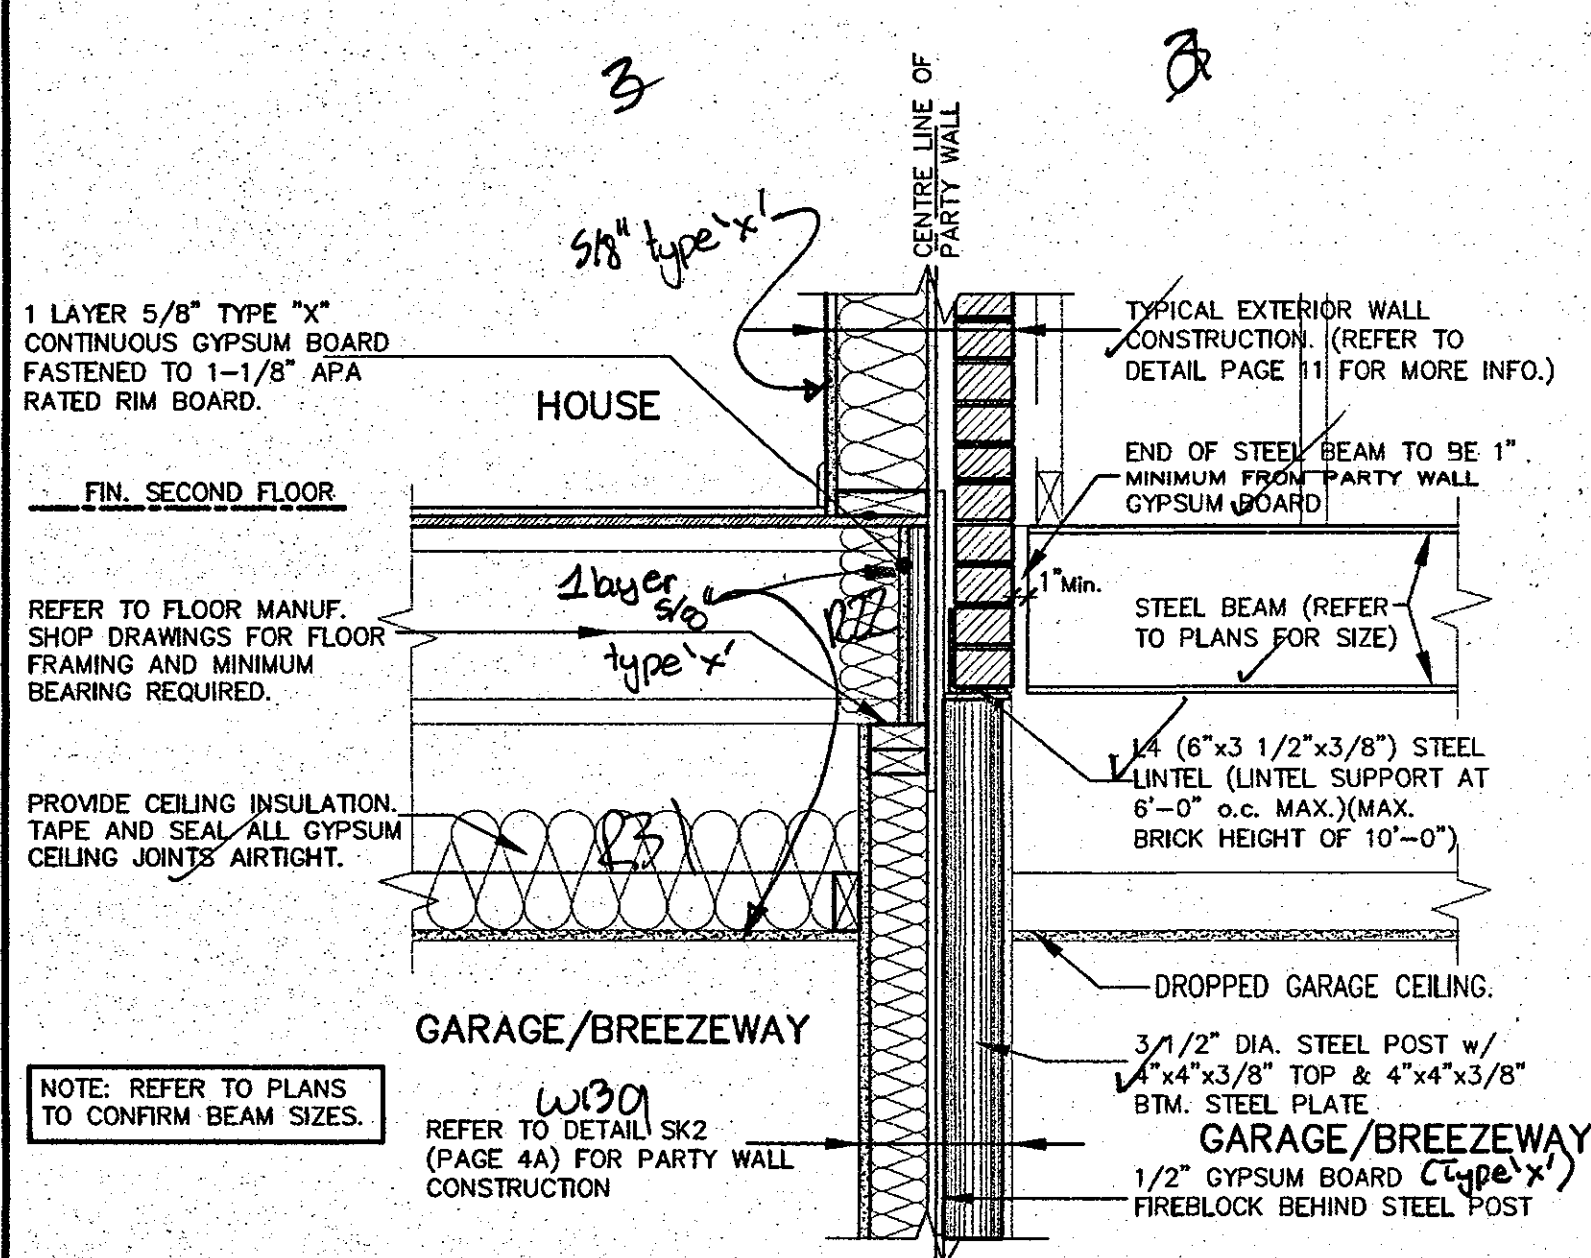 3
CENTRE LINE OF
PARTY WALL
5/8" type 'x'
1 LAYER 5/8" TYPE "X"
CONTINUOUS GYPSUM BOARD
FASTENED TO 1-1/8" APA
RATED RIM BOARD.
HOUSE
TYPICAL EXTERIOR WALL
CONSTRUCTION. (REFER TO
DETAIL PAGE 11 FOR MORE INFO.)
END OF STEEL BEAM TO BE 1"
MINIMUM FROM PARTY WALL
GYPSUM BOARD
FIN. SECOND FLOOR
1 layer
5/8"
type 'x'
R22
1" Min.
REFER TO FLOOR MANUF.
SHOP DRAWINGS FOR FLOOR
FRAMING AND MINIMUM
BEARING REQUIRED.
STEEL BEAM (REFER
TO PLANS FOR SIZE)
L4 (6"x3 1/2"x3/8") STEEL
LINTEL (LINTEL SUPPORT AT
6'-0" o.c. MAX.)(MAX.
BRICK HEIGHT OF 10'-0")
PROVIDE CEILING INSULATION.
TAPE AND SEAL ALL GYPSUM
CEILING JOINTS AIRTIGHT.
R31
DROPPED GARAGE CEILING.
GARAGE/BREEZEWAY
3 1/2" DIA. STEEL POST w/
4"x4"x3/8" TOP & 4"x4"x3/8"
BTM. STEEL PLATE
NOTE: REFER TO PLANS
TO CONFIRM BEAM SIZES.
REFER TO DETAIL SK2
(PAGE 4A) FOR PARTY WALL
CONSTRUCTION
GARAGE/BREEZEWAY
1/2" GYPSUM BOARD (Type 'x')
FIREBLOCK BEHIND STEEL POST